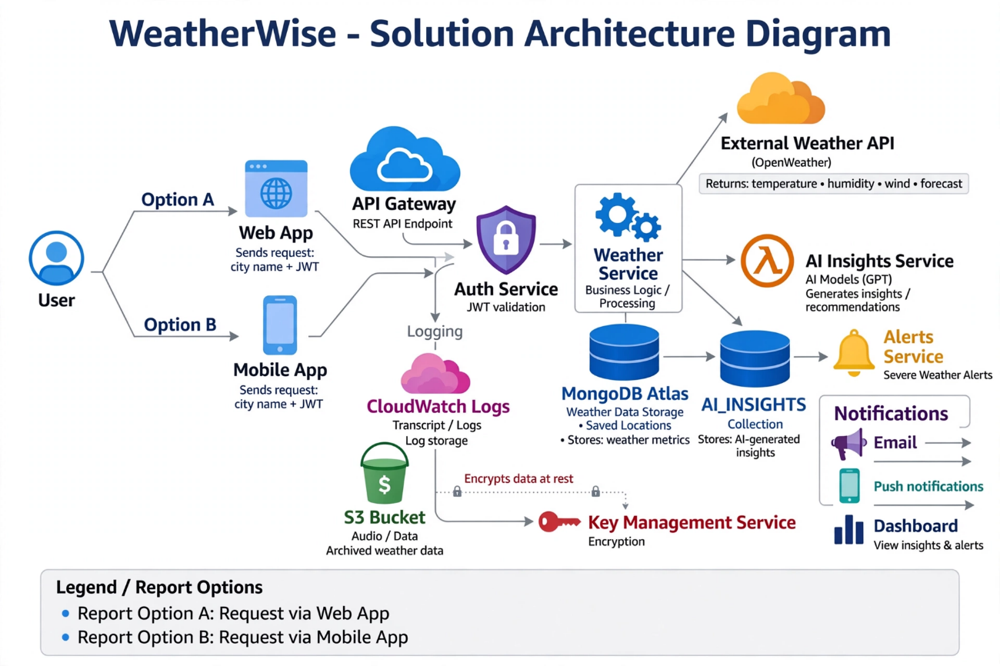 WeatherWise - Solution Architecture Diagram
External Weather API
(OpenWeather)
Returns: temperature • humidity • wind • forecast
API Gateway
REST API Endpoint
Option A
Web App
Sends request:
city name + JWT
User
Option B
Mobile App
Sends request:
city name + JWT
Auth Service
JWT validation
Weather
Service
Business Logic /
Processing
AI Insights Service
AI Models (GPT)
Generates insights /
recommendations
Logging
CloudWatch Logs
Transcript / Logs
Log storage
MongoDB Atlas
Weather Data Storage
• Saved Locations
• Stores: weather metrics
AI_INSIGHTS
Collection
Stores: AI-generated
insights
Alerts
Service
Severe Weather Alerts
Notifications
Email
Push notifications
Dashboard
View insights & alerts
$
S3 Bucket
Audio / Data
Archived weather data
Encrypts data at rest
Key Management Service
Encryption
Legend / Report Options
• Report Option A: Request via Web App
• Report Option B: Request via Mobile App